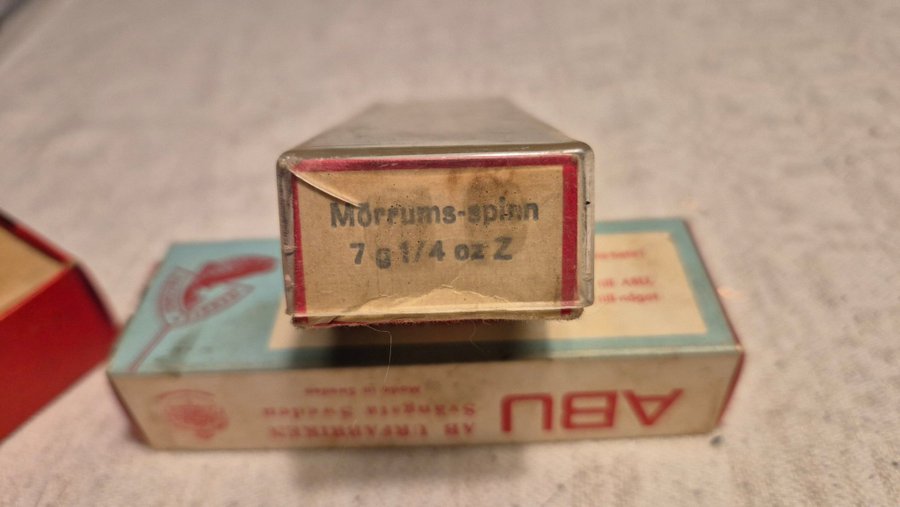 Mörrums-spinn
7 g 1/4 oz Z
ABU
AB URFABRIKEN
Svängsta Sweden
Made in Sweden